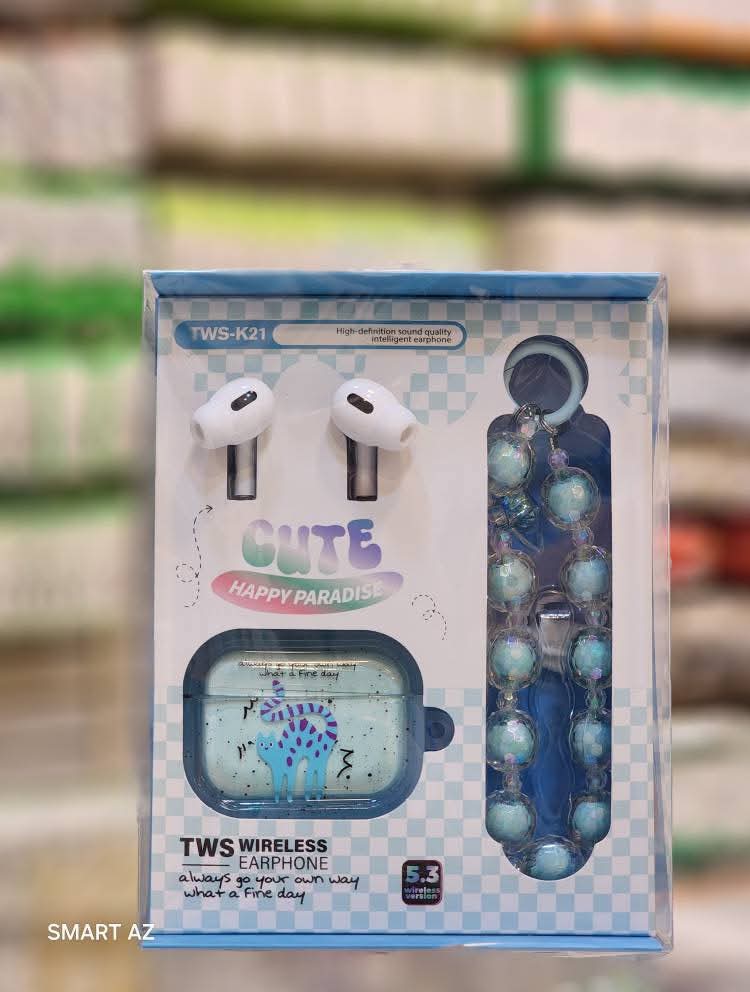 TWS-K21
High-definition sound quality
intelligent earphone
CUTE
HAPPY PARADISE
always go your own way
what a fine day
TWS WIRELESS
EARPHONE
always go your own way
what a fine day
5.3
wireless
version
SMART AZ